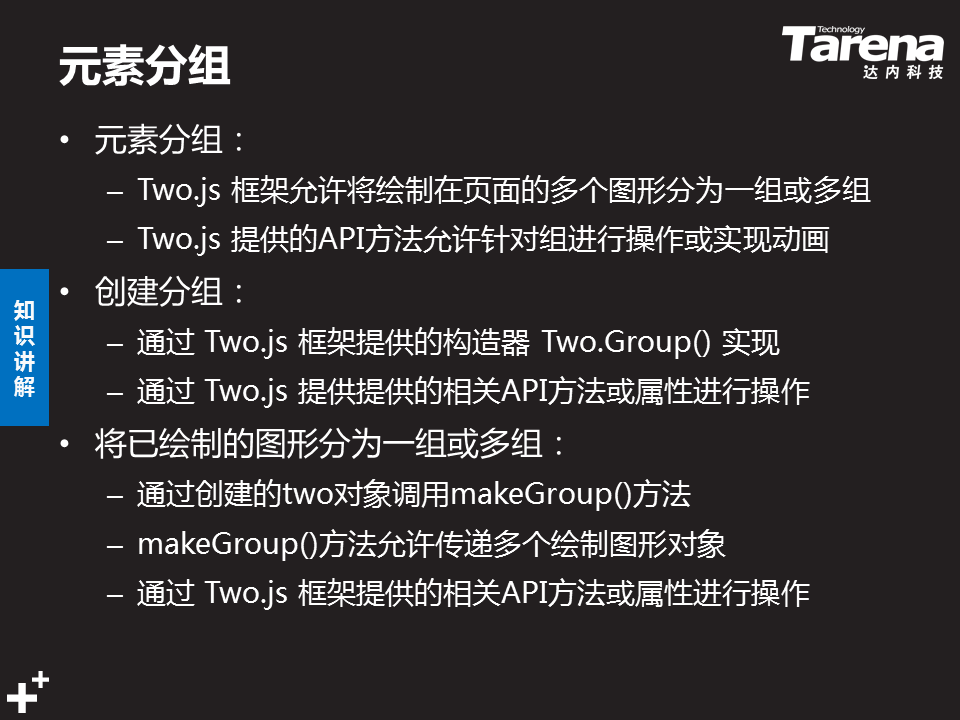 元素分组
Technology
Tarena
达内科技
• 元素分组：
– Two.js 框架允许将绘制在页面的多个图形分为一组或多组
– Two.js 提供的API方法允许针对组进行操作或实现动画
• 创建分组：
– 通过 Two.js 框架提供的构造器 Two.Group() 实现
– 通过 Two.js 提供提供的相关API方法或属性进行操作
知识讲解
• 将已绘制的图形分为一组或多组：
– 通过创建的two对象调用makeGroup()方法
– makeGroup()方法允许传递多个绘制图形对象
– 通过 Two.js 框架提供的相关API方法或属性进行操作